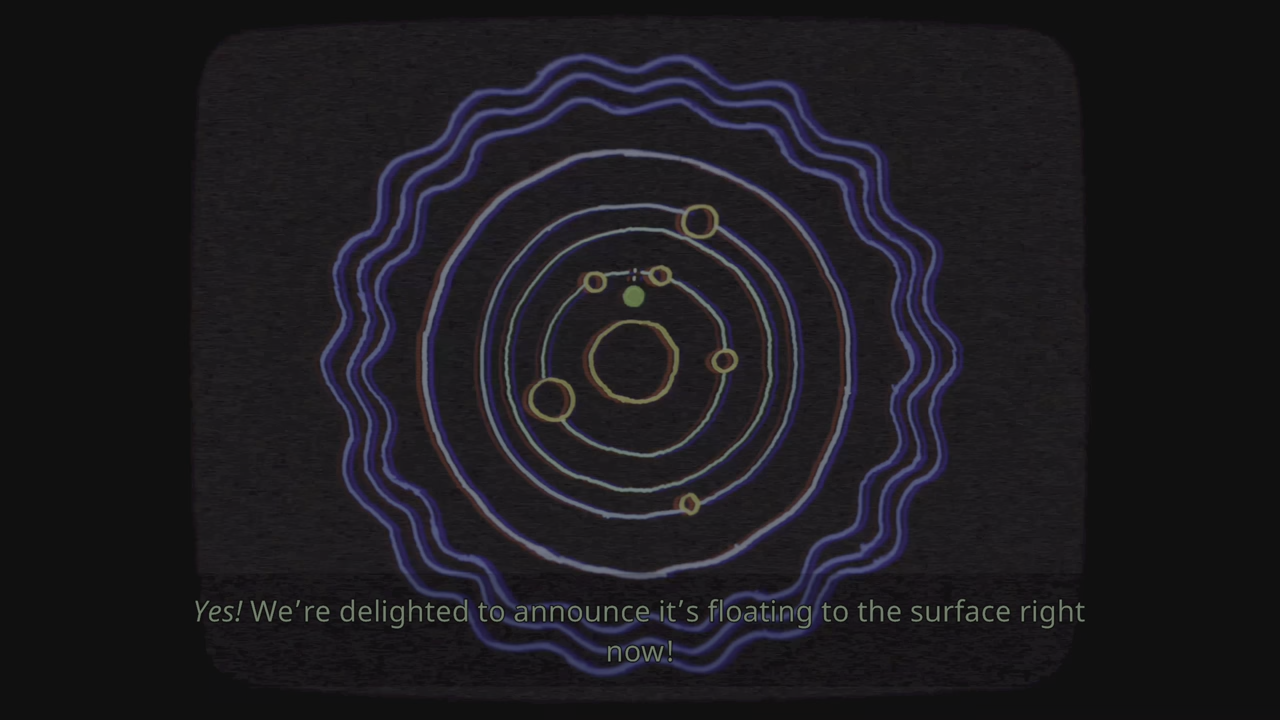 Yes! We’re delighted to announce it’s floating to the surface right
now!